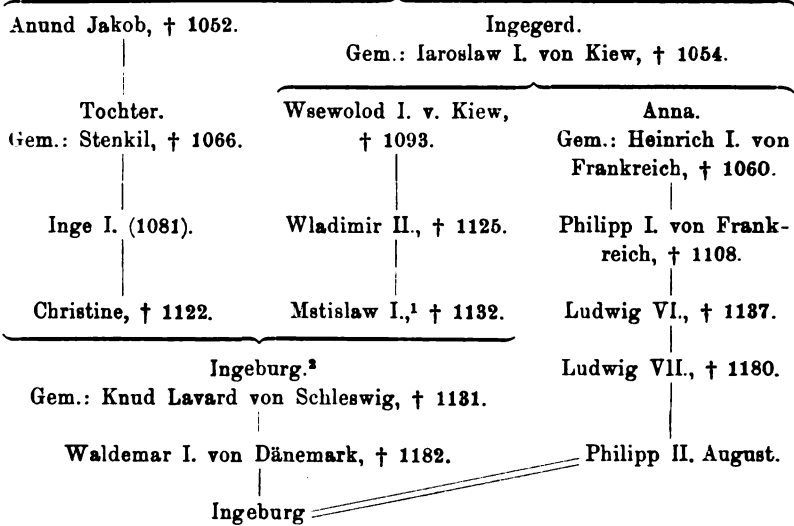 Anund Jakob, † 1052. Ingegerd.
Gem.: Iaroslaw I. von Kiew, † 1054.
Tochter. Wsewolod I. v. Kiew, Anna.
Gem.: Stenkil, † 1066. † 1093. Gem.: Heinrich I. von
Frankreich, † 1060.
Inge I. (1081). Wladimir II., † 1125. Philipp I. von Frank-
reich, † 1108.
Christine, † 1122. Mstislaw I.,¹ † 1132. Ludwig VI., † 1137.
Ingeburg.² Ludwig VII., † 1180.
Gem.: Knud Lavard von Schleswig, † 1131.
Waldemar I. von Dänemark, † 1182. Philipp II. August.
Ingeburg